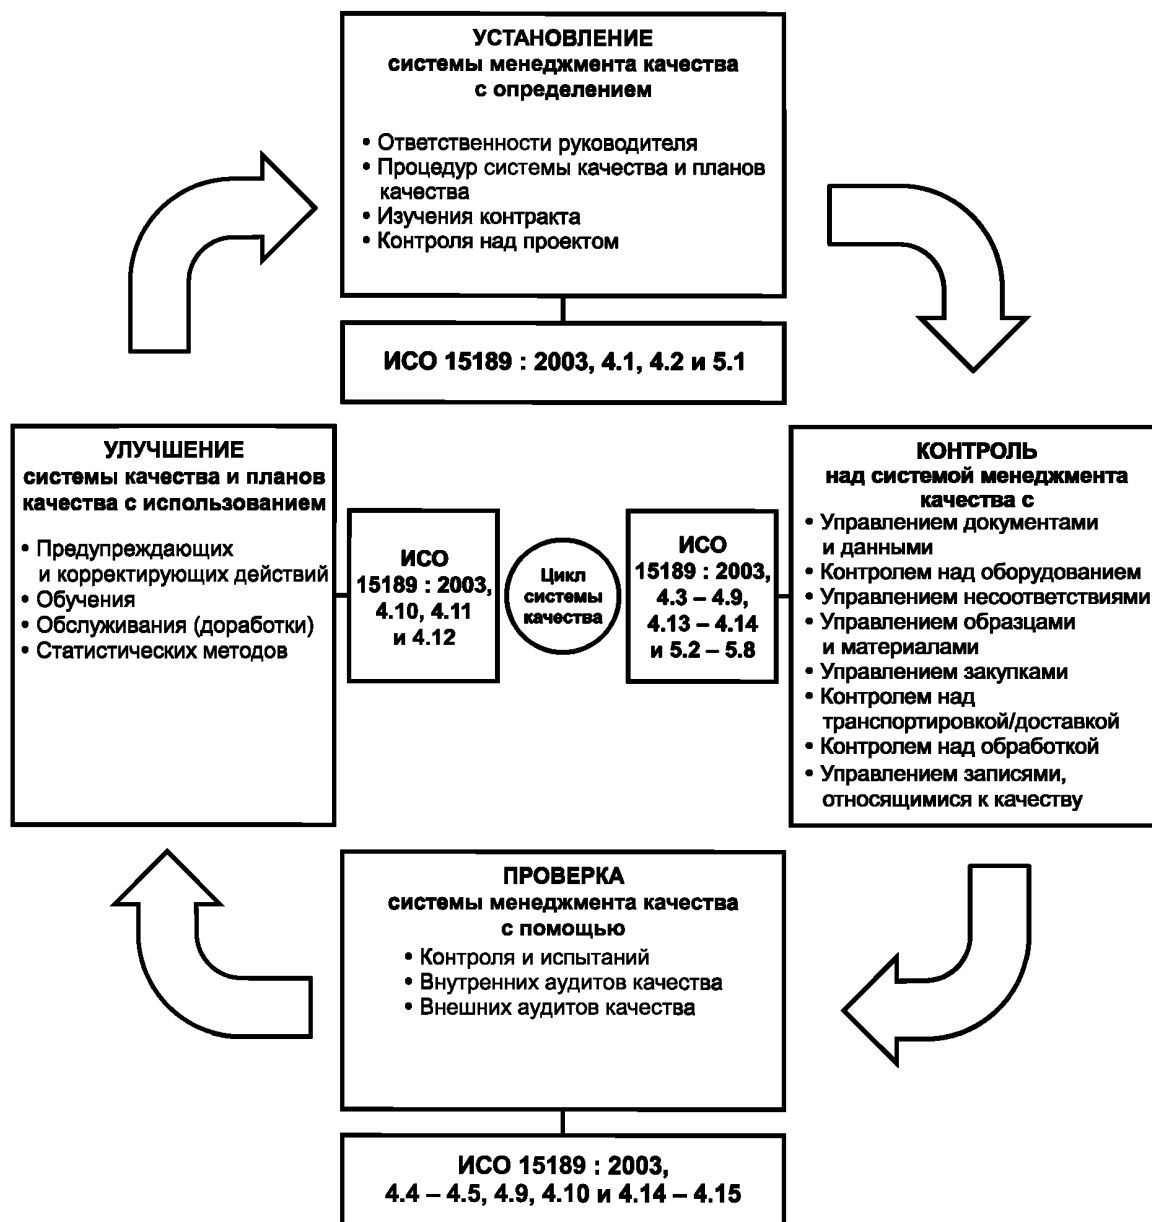 УСТАНОВЛЕНИЕ
системы менеджмента качества
с определением
• Ответственности руководителя
• Процедур системы качества и планов
качества
• Изучения контракта
• Контроля над проектом
ИСО 15189 : 2003, 4.1, 4.2 и 5.1
УЛУЧШЕНИЕ
системы качества и планов
качества с использованием
• Предупреждающих
и корректирующих действий
• Обучения
• Обслуживания (доработки)
• Статистических методов
ИСО
15189 : 2003,
4.10, 4.11
и 4.12
Цикл
системы
качества
ИСО
15189 : 2003,
4.3 – 4.9,
4.13 – 4.14
и 5.2 – 5.8
КОНТРОЛЬ
над системой менеджмента
качества с
• Управлением документами
и данными
• Контролем над оборудованием
• Управлением несоответствиями
• Управлением образцами
и материалами
• Управлением закупками
• Контролем над
транспортировкой/доставкой
• Контролем над обработкой
• Управлением записями,
относящимися к качеству
ПРОВЕРКА
системы менеджмента качества
с помощью
• Контроля и испытаний
• Внутренних аудитов качества
• Внешних аудитов качества
ИСО 15189 : 2003,
4.4 – 4.5, 4.9, 4.10 и 4.14 – 4.15